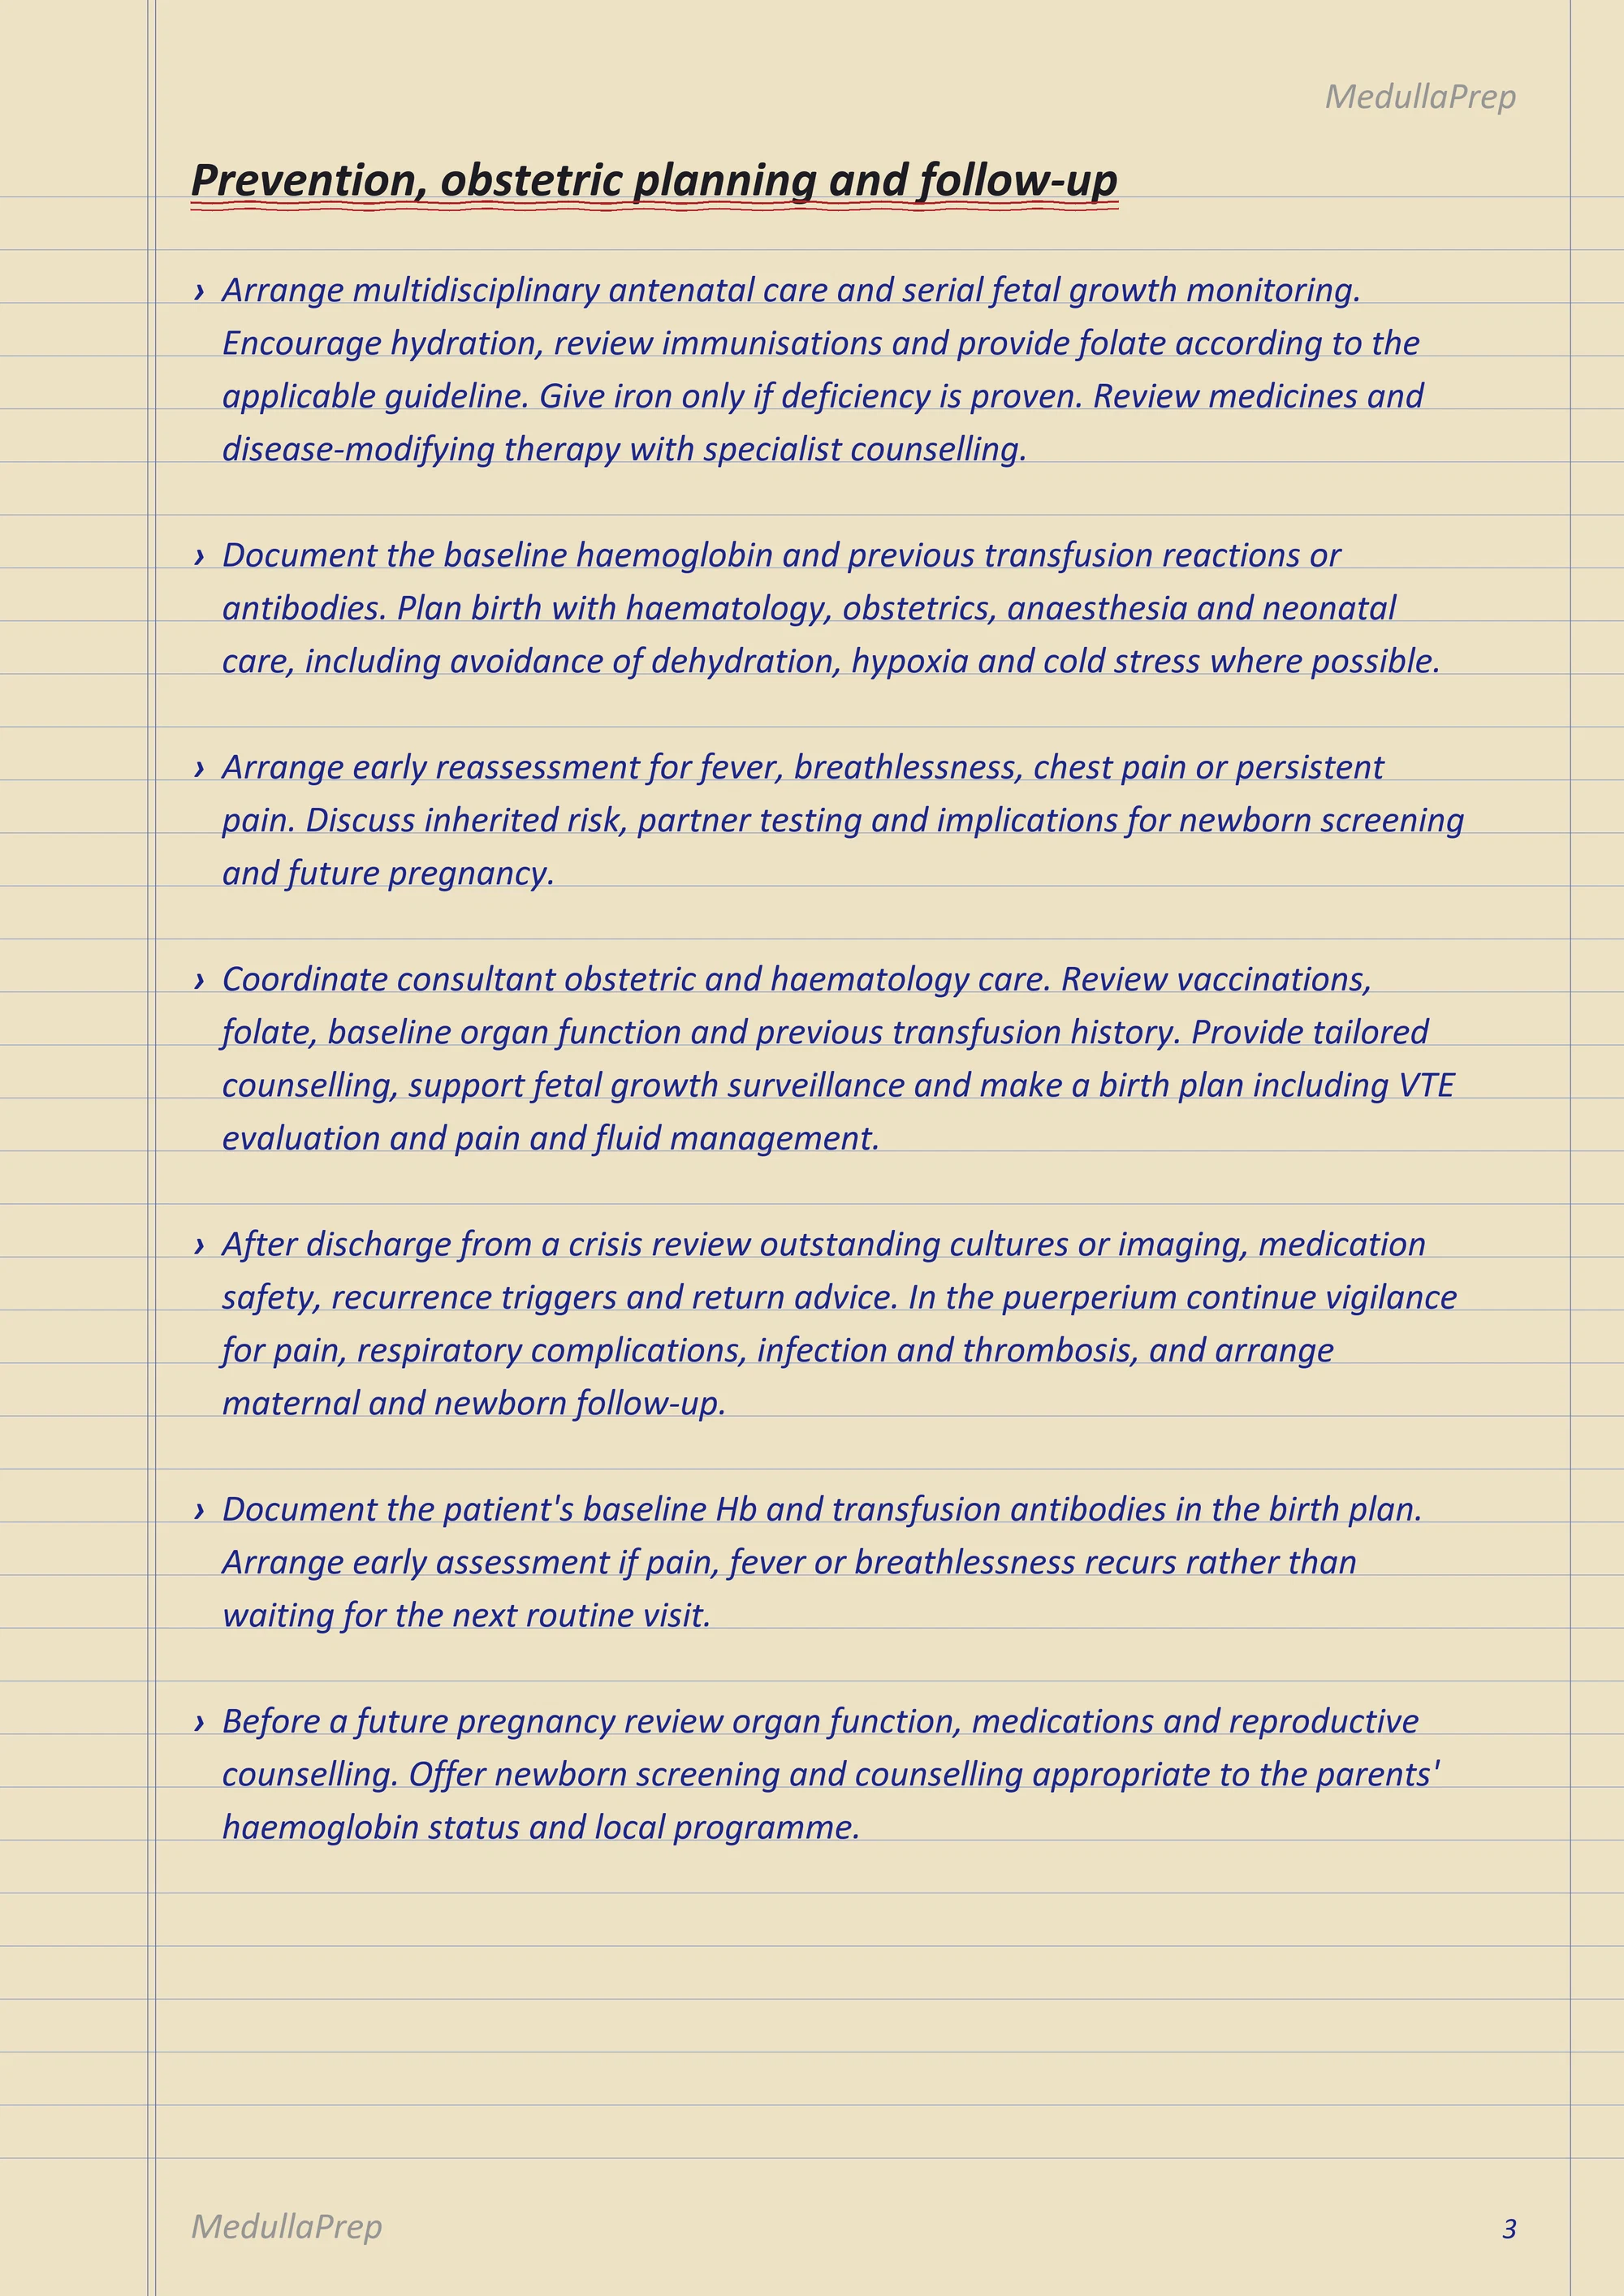 MedullaPrep
Prevention, obstetric planning and follow-up
› Arrange multidisciplinary antenatal care and serial fetal growth monitoring.
Encourage hydration, review immunisations and provide folate according to the
applicable guideline. Give iron only if deficiency is proven. Review medicines and
disease-modifying therapy with specialist counselling.
› Document the baseline haemoglobin and previous transfusion reactions or
antibodies. Plan birth with haematology, obstetrics, anaesthesia and neonatal
care, including avoidance of dehydration, hypoxia and cold stress where possible.
› Arrange early reassessment for fever, breathlessness, chest pain or persistent
pain. Discuss inherited risk, partner testing and implications for newborn screening
and future pregnancy.
› Coordinate consultant obstetric and haematology care. Review vaccinations,
folate, baseline organ function and previous transfusion history. Provide tailored
counselling, support fetal growth surveillance and make a birth plan including VTE
evaluation and pain and fluid management.
› After discharge from a crisis review outstanding cultures or imaging, medication
safety, recurrence triggers and return advice. In the puerperium continue vigilance
for pain, respiratory complications, infection and thrombosis, and arrange
maternal and newborn follow-up.
› Document the patient's baseline Hb and transfusion antibodies in the birth plan.
Arrange early assessment if pain, fever or breathlessness recurs rather than
waiting for the next routine visit.
› Before a future pregnancy review organ function, medications and reproductive
counselling. Offer newborn screening and counselling appropriate to the parents'
haemoglobin status and local programme.
MedullaPrep
3